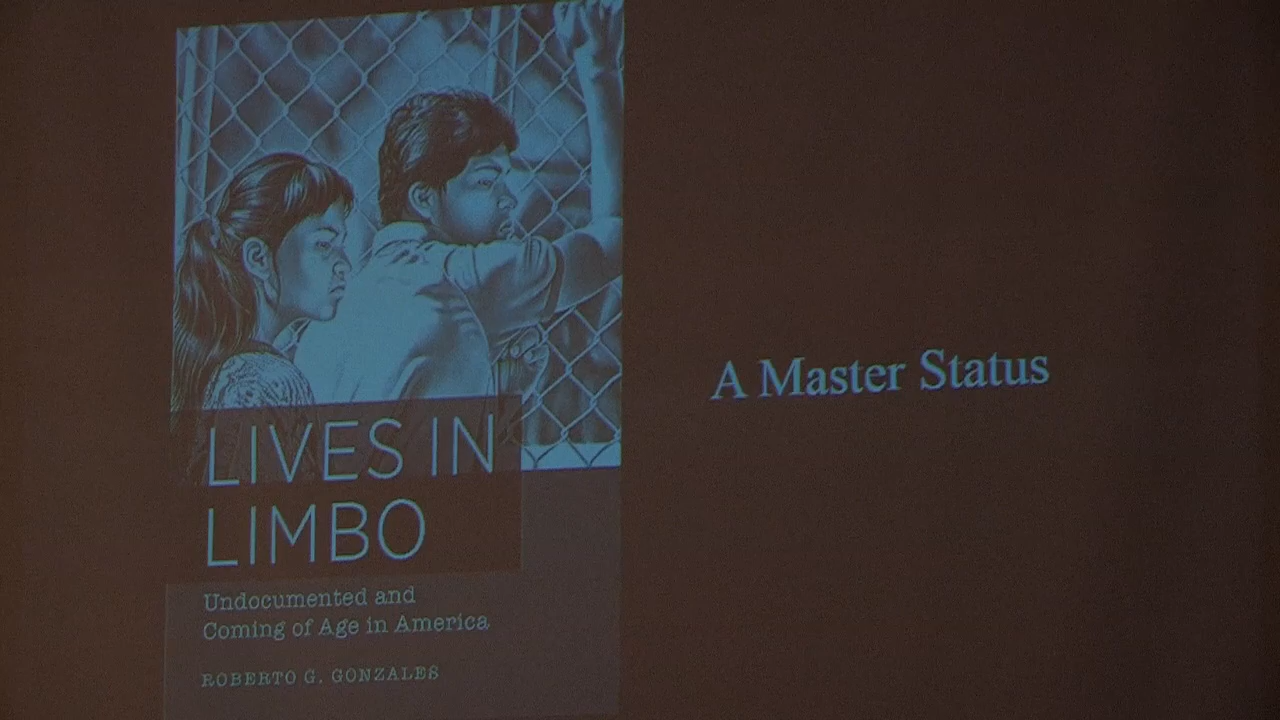 LIVES IN
LIMBO
Undocumented and
Coming of Age in America
ROBERTO G. GONZALES
A Master Status